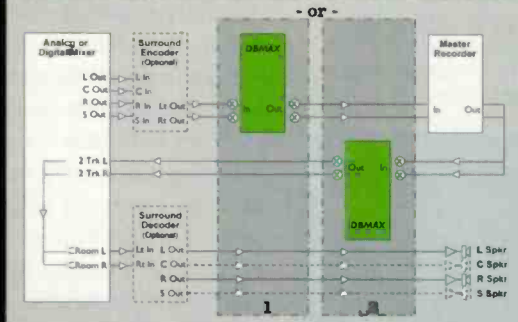 - or -
Analog or
Digital Mixer
Surround
Encoder
(Optional)
DBMAX
Master
Recorder
L Out
C Out
R Out
S Out
L In
C In
R In Lt Out
S In Rt Out
In Out
In Out
Out In
2 Trk L
2 Trk R
DBMAX
Surround
Decoder
(Optional)
CRoom L
CRoom R
Lt In L Out
Rt In C Out
R Out
S Out
L Spkr
C Spkr
R Spkr
S Spkr
1